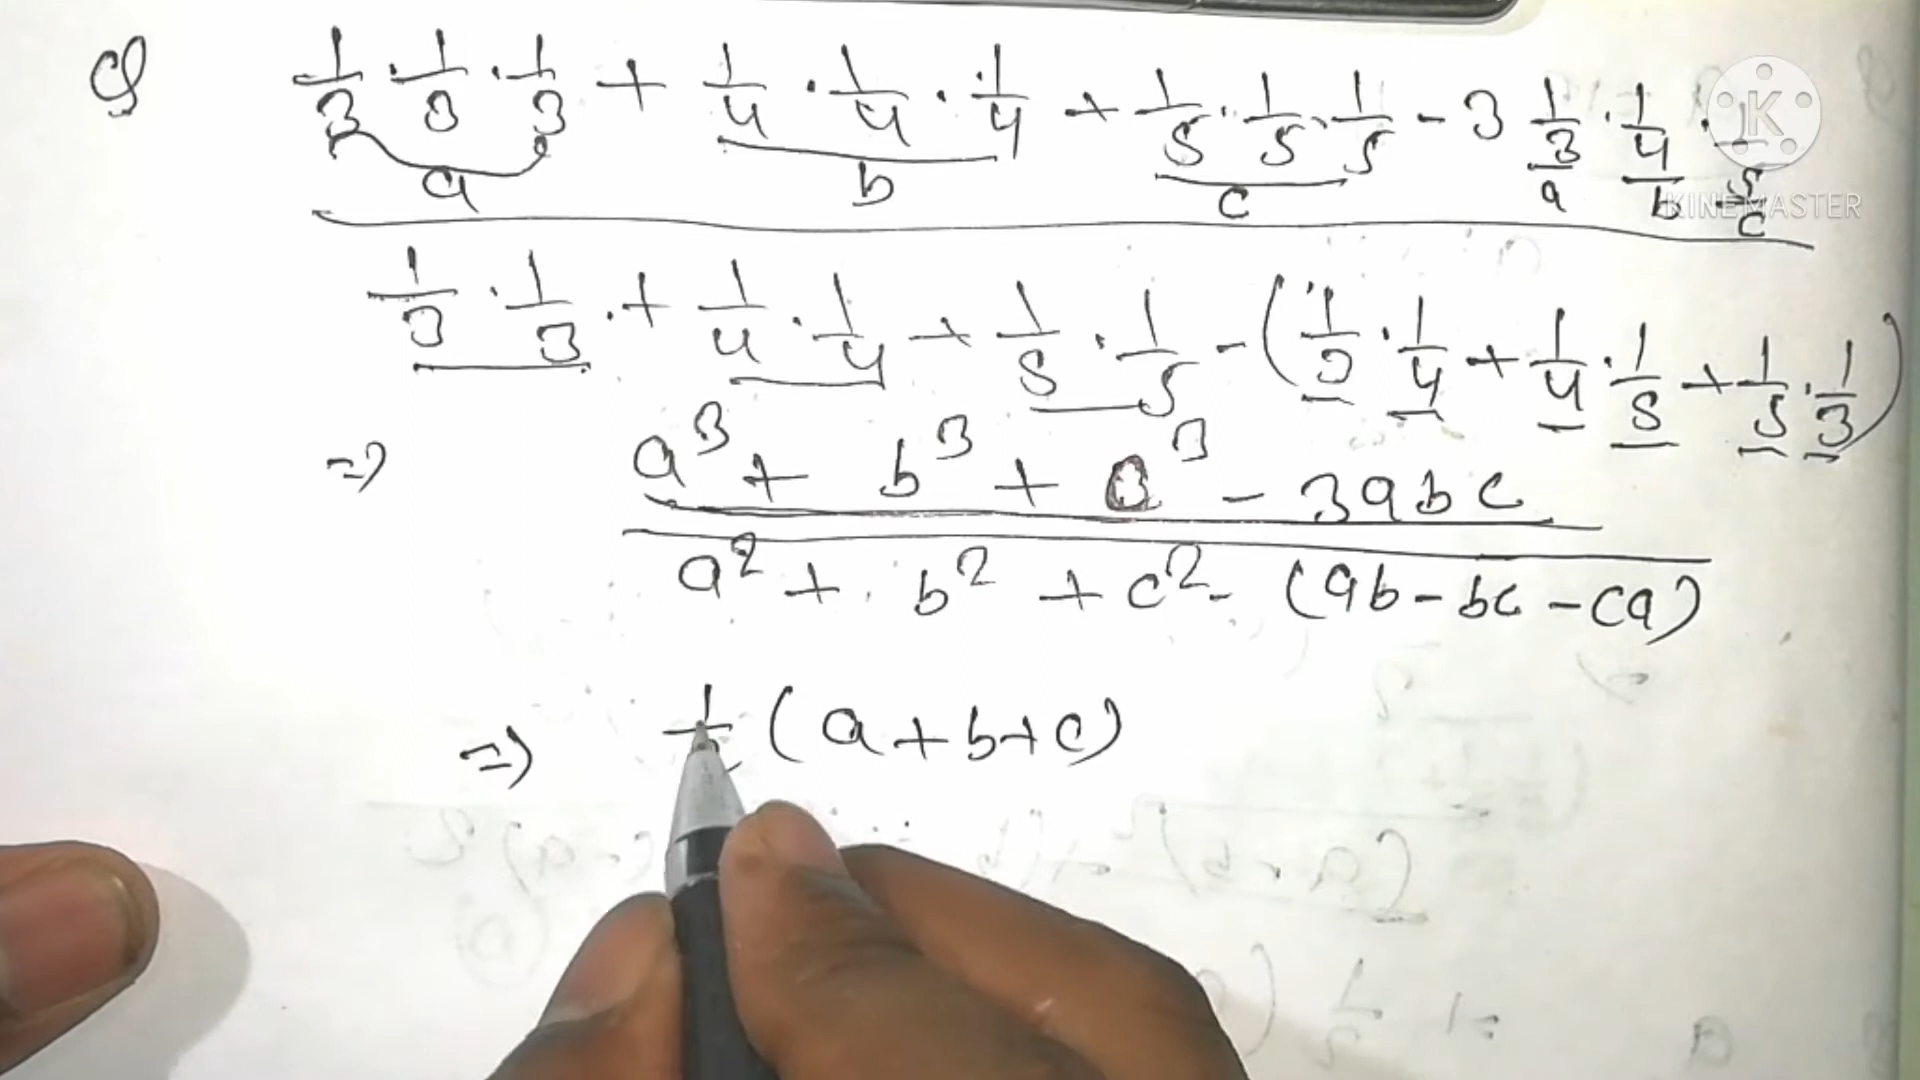 Q 1/3 · 1/3 · 1/3 + 1/4 · 1/4 · 1/4 + 1/5 · 1/5 · 1/5 - 3 1/3 · 1/4 · 1/5
a b c a b c
1/3 · 1/3 + 1/4 · 1/4 + 1/5 · 1/5 - (1/3 · 1/4 + 1/4 · 1/5 + 1/5 · 1/3)
K
KINEMASTER
=) a³ + b³ + c³ - 3abc
a² + b² + c² - (ab - bc - ca)
=) (a+b+c)